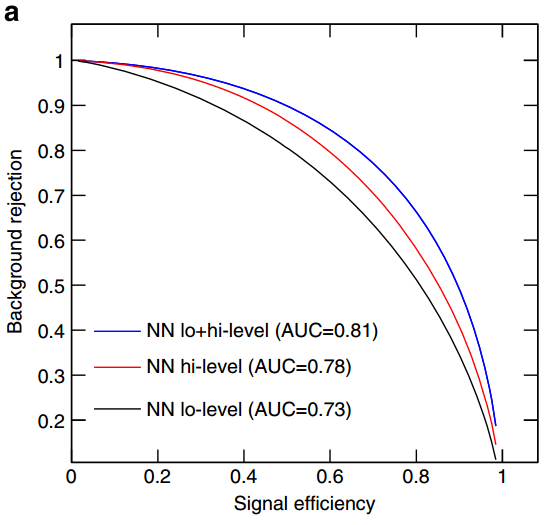 a
1
0.9
0.8
0.7
0.6
0.5
0.4
0.3
0.2
Background rejection
NN lo+hi-level (AUC=0.81)
NN hi-level (AUC=0.78)
NN lo-level (AUC=0.73)
0 0.2 0.4 0.6 0.8 1
Signal efficiency